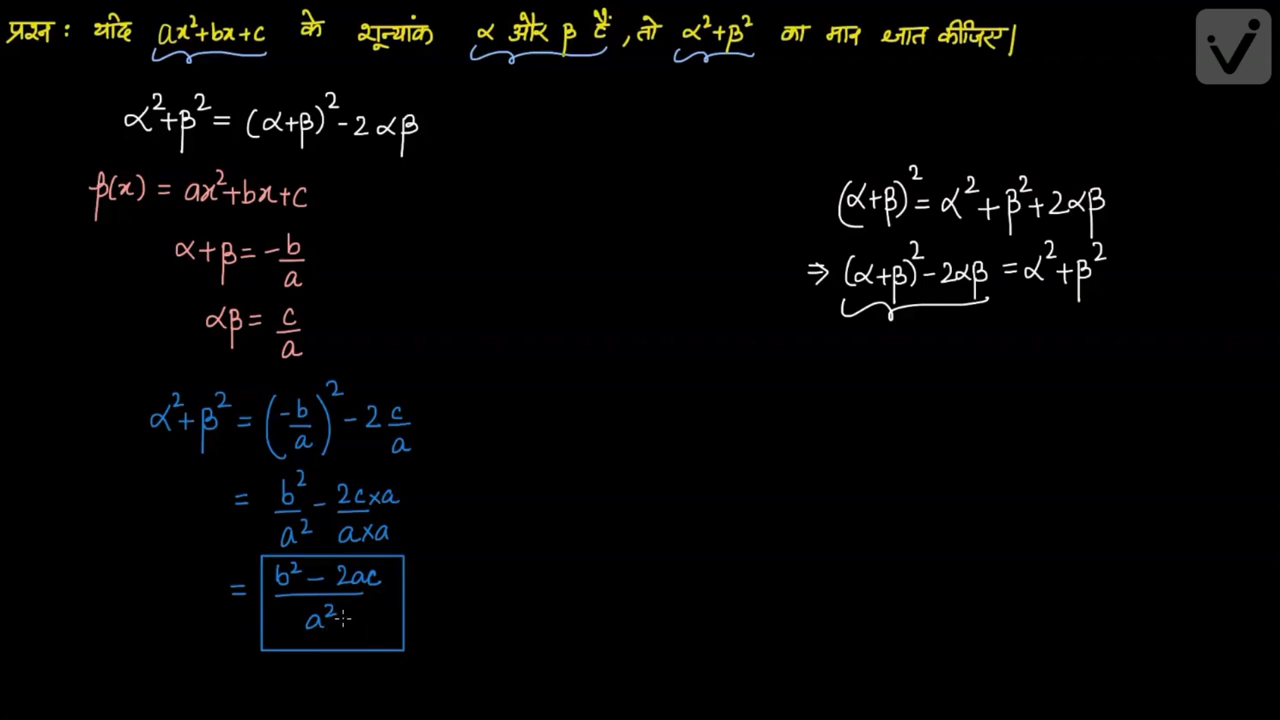 प्रश्न : यदि ax²+bx+c के शून्यांक α और β हैं, तो α²+β² का मान ज्ञात कीजिए।
α²+β² = (α+β)² - 2αβ
p(x) = ax²+bx+c
α+β = -b/a
αβ = c/a
α²+β² = (-b/a)² - 2 c/a
= b²/a² - 2c×a/a×a
= b² - 2ac/a²
(α+β)² = α² + β² + 2αβ
⇒ (α+β)² - 2αβ = α² + β²